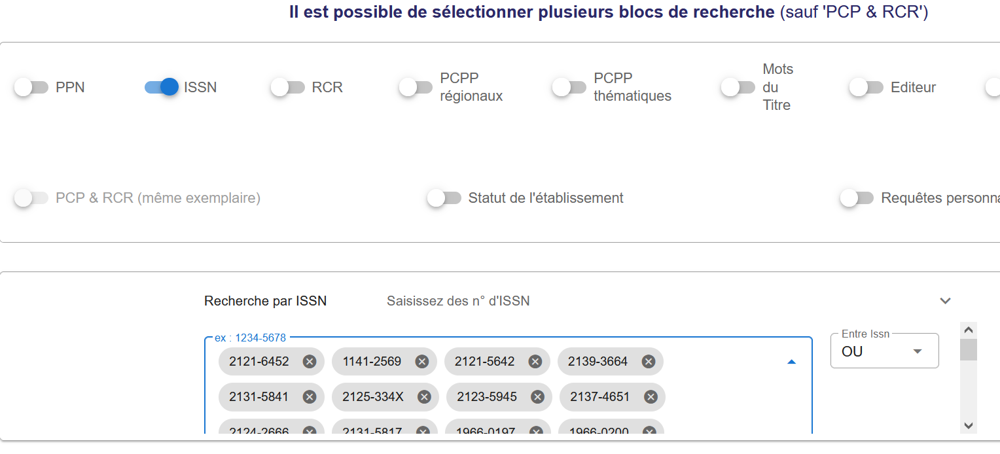 Il est possible de sélectionner plusieurs blocs de recherche (sauf 'PCP & RCR')
PPN
ISSN
RCR
PCPP
régionaux
PCPP
thématiques
Mots
du
Titre
Editeur
PCP & RCR (même exemplaire)
Statut de l'établissement
Requêtes personna
Recherche par ISSN
Saisissez des n° d'ISSN
ex : 1234-5678
Entre Issn
OU
2121-6452 1141-2569 2121-5642 2139-3664
2131-5841 2125-334X 2123-5945 2137-4651
2124-2666 2131-5817 1966-0197 1966-0200